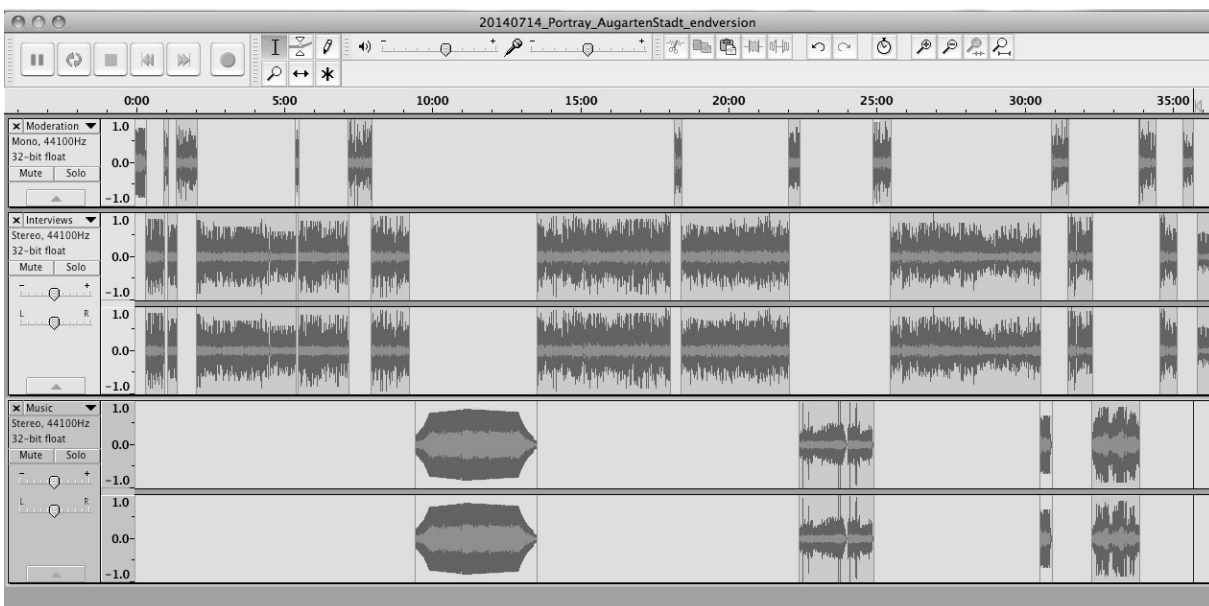 20140714_Portray_AugartenStadt_endversion
0:00 5:00 10:00 15:00 20:00 25:00 30:00 35:00
Moderation
Mono, 44100Hz
32-bit float
Mute Solo
1.0
0.0
-1.0
Interviews
Stereo, 44100Hz
32-bit float
Mute Solo
- +
L R
1.0
0.0
-1.0
1.0
0.0
-1.0
Music
Stereo, 44100Hz
32-bit float
Mute Solo
- +
L R
1.0
0.0
-1.0
1.0
0.0
-1.0